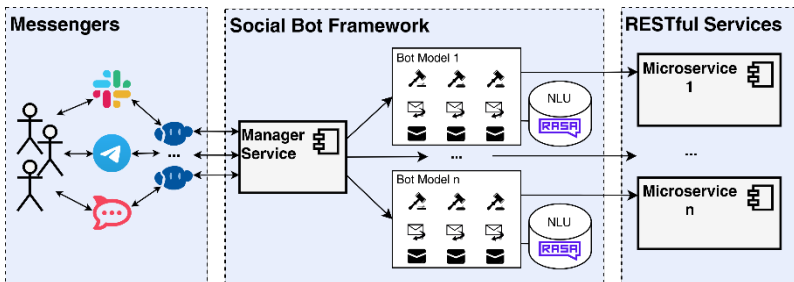 Messengers
Social Bot Framework
RESTful Services
Bot Model 1
Microservice
1
NLU
RASA
Manager
Service
...
...
...
...
Bot Model n
Microservice
n
NLU
RASA